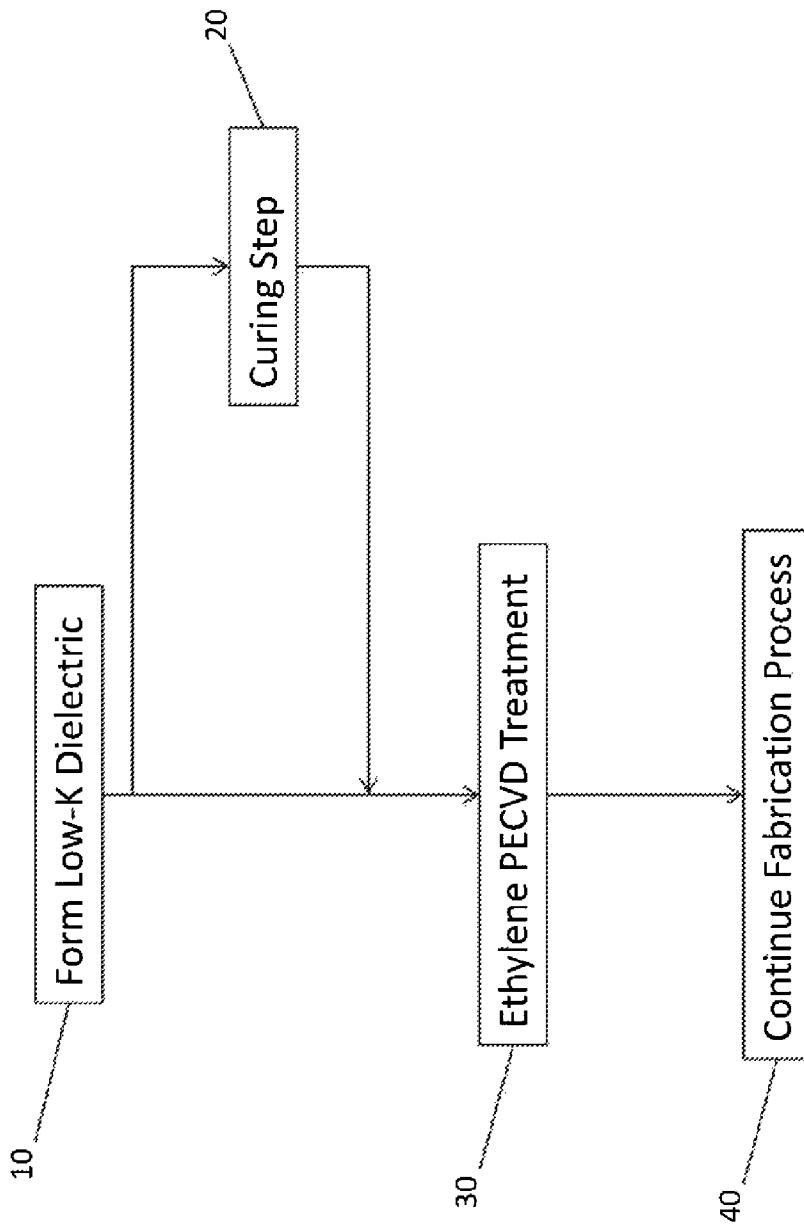 10
Form Low-K Dielectric
20
Curing Step
30
Ethylene PECVD Treatment
40
Continue Fabrication Process